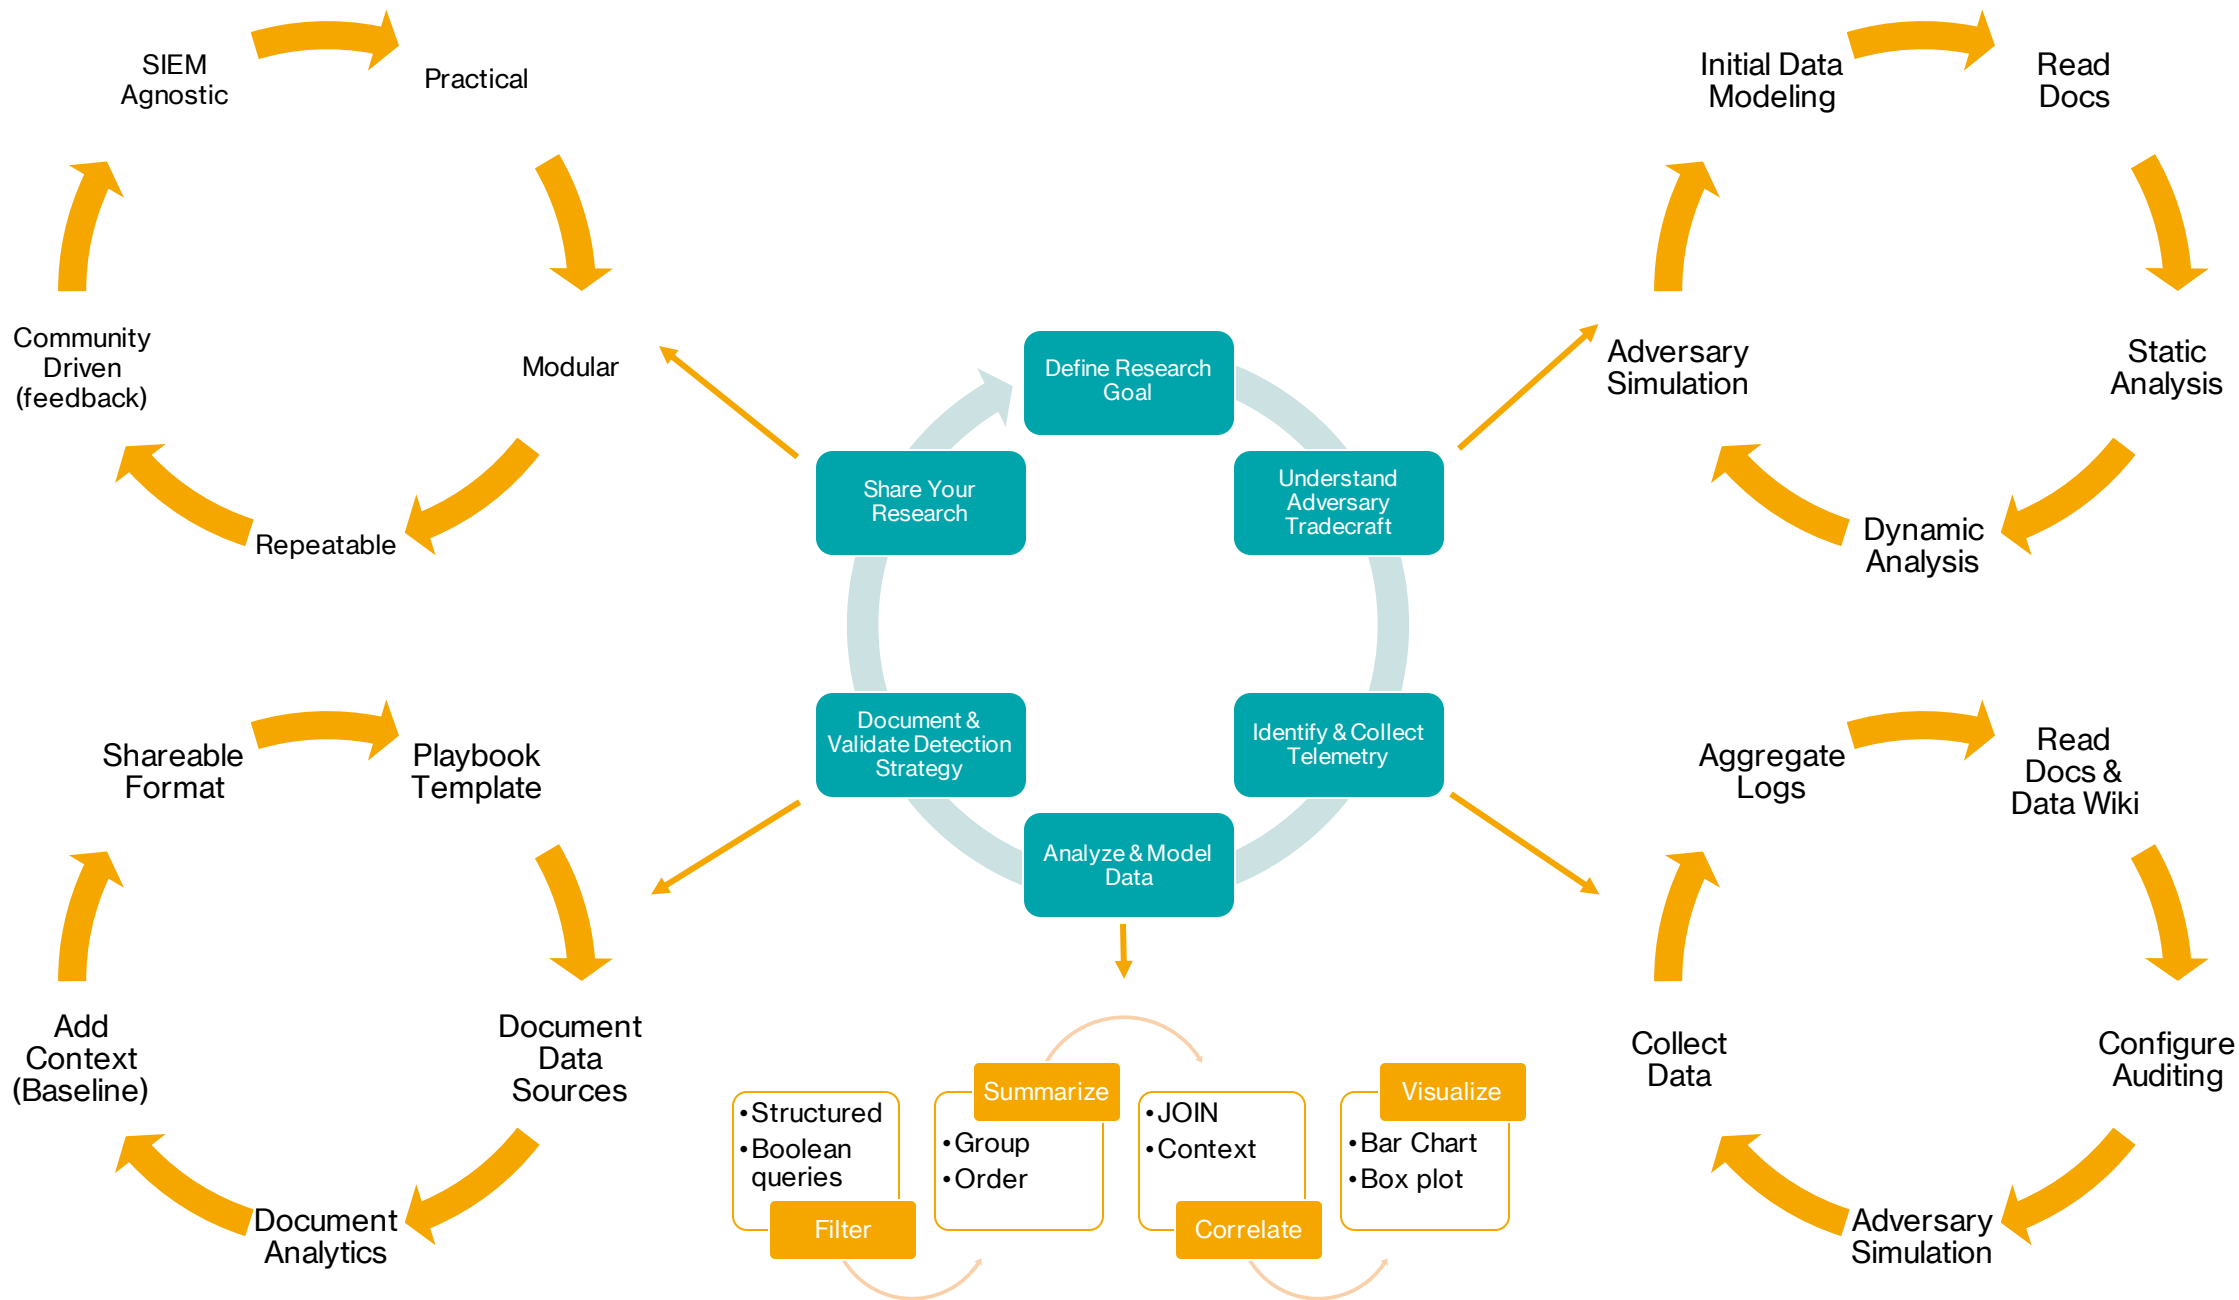 SIEM
Agnostic
Practical
Modular
Repeatable
Community
Driven
(feedback)
Initial Data
Modeling
Read
Docs
Static
Analysis
Dynamic
Analysis
Adversary
Simulation
Define Research
Goal
Understand
Adversary
Tradecraft
Identify & Collect
Telemetry
Analyze & Model
Data
Document &
Validate Detection
Strategy
Share Your
Research
Shareable
Format
Playbook
Template
Document
Data
Sources
Document
Analytics
Add
Context
(Baseline)
Aggregate
Logs
Read
Docs &
Data Wiki
Configure
Auditing
Adversary
Simulation
Collect
Data
•Structured
•Boolean
queries
Filter
Summarize
•Group
•Order
•JOIN
•Context
Correlate
Visualize
•Bar Chart
•Box plot